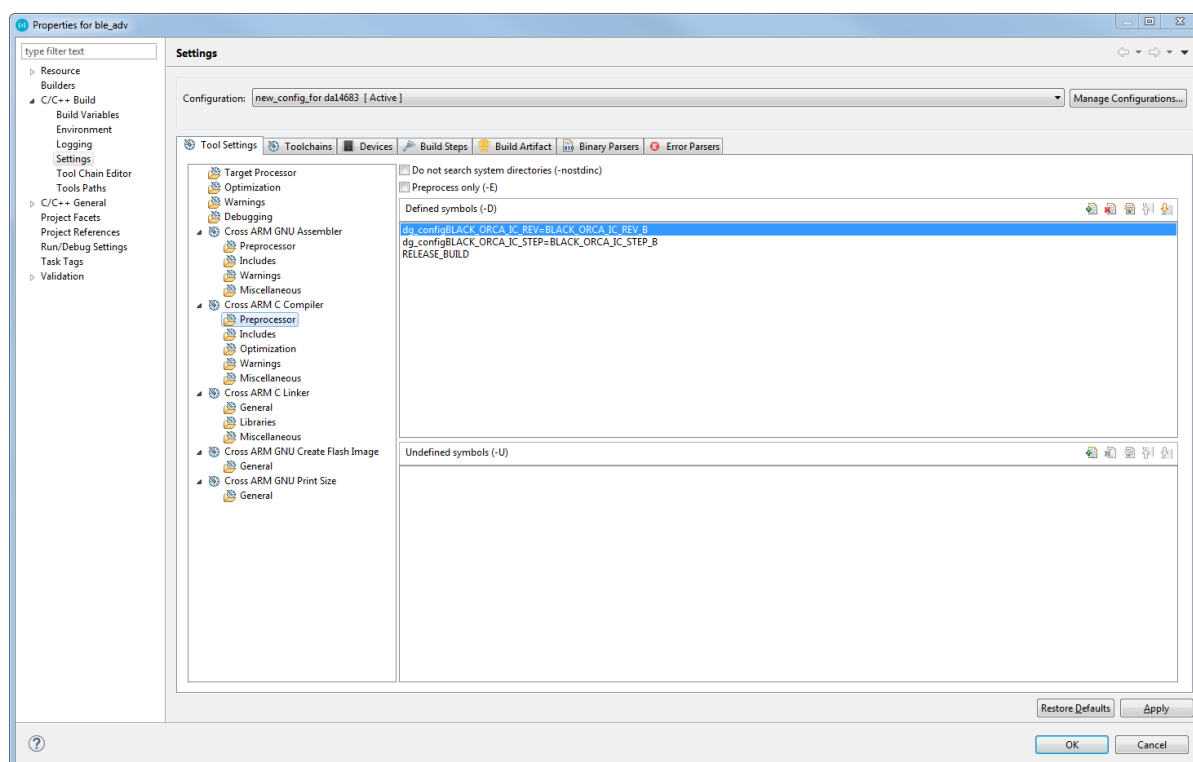 Properties for ble_adv
type filter text
Resource
Builders
C/C++ Build
Build Variables
Environment
Logging
Settings
Tool Chain Editor
Tools Paths
C/C++ General
Project Facets
Project References
Run/Debug Settings
Task Tags
Validation
Settings
Configuration: new_config_for da14683 [ Active ] Manage Configurations...
Tool Settings Toolchains Devices Build Steps Build Artifact Binary Parsers Error Parsers
Target Processor
Optimization
Warnings
Debugging
Cross ARM GNU Assembler
Preprocessor
Includes
Warnings
Miscellaneous
Cross ARM C Compiler
Preprocessor
Includes
Optimization
Warnings
Miscellaneous
Cross ARM C Linker
General
Libraries
Miscellaneous
Cross ARM GNU Create Flash Image
General
Cross ARM GNU Print Size
General
Do not search system directories (-nostdinc)
Preprocess only (-E)
Defined symbols (-D)
dg_configBLACK_ORCA_IC_REV=BLACK_ORCA_IC_REV_B
dg_configBLACK_ORCA_IC_STEP=BLACK_ORCA_IC_STEP_B
RELEASE_BUILD
Undefined symbols (-U)
Restore Defaults Apply
OK Cancel